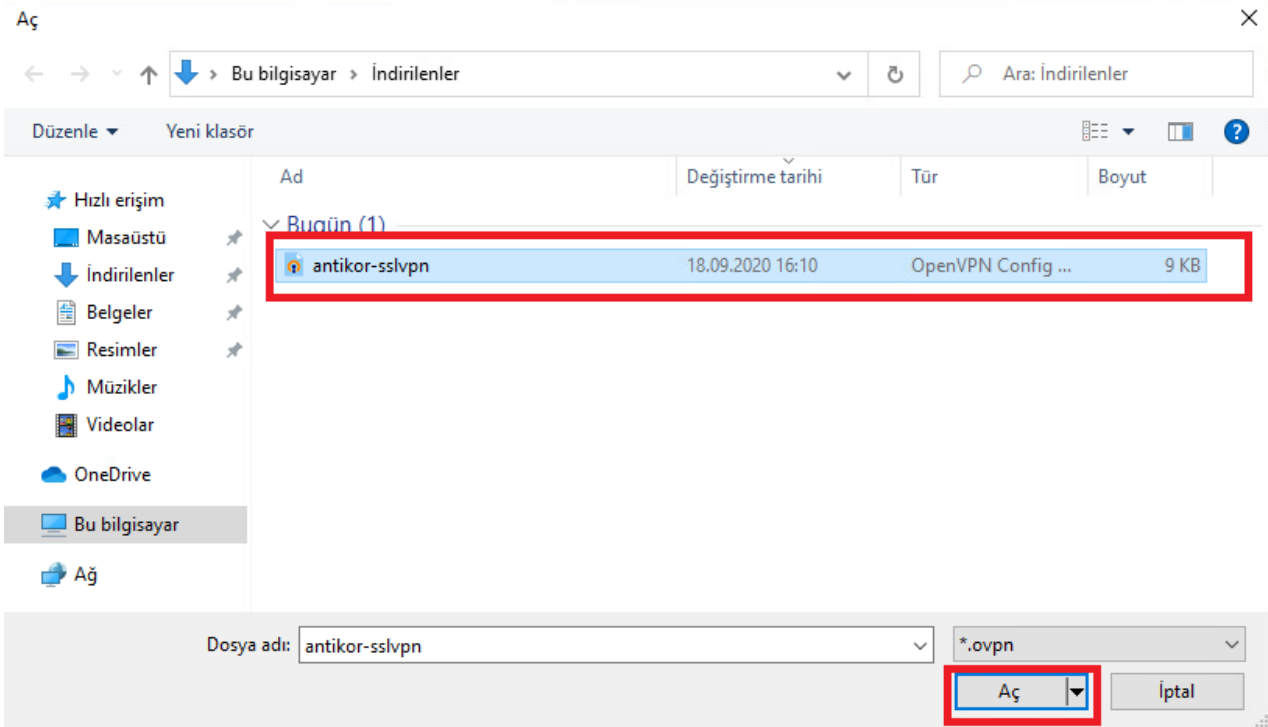 Aç
Bu bilgisayar > İndirilenler
Ara: İndirilenler
Düzenle
Yeni klasör
Ad
Değiştirme tarihi
Tür
Boyut
Hızlı erişim
Masaüstü
İndirilenler
Belgeler
Resimler
Müzikler
Videolar
OneDrive
Bu bilgisayar
Ağ
Bugün (1)
antikor-sslvpn 18.09.2020 16:10 OpenVPN Config ... 9 KB
Dosya adı: antikor-sslvpn
*.ovpn
Aç
İptal